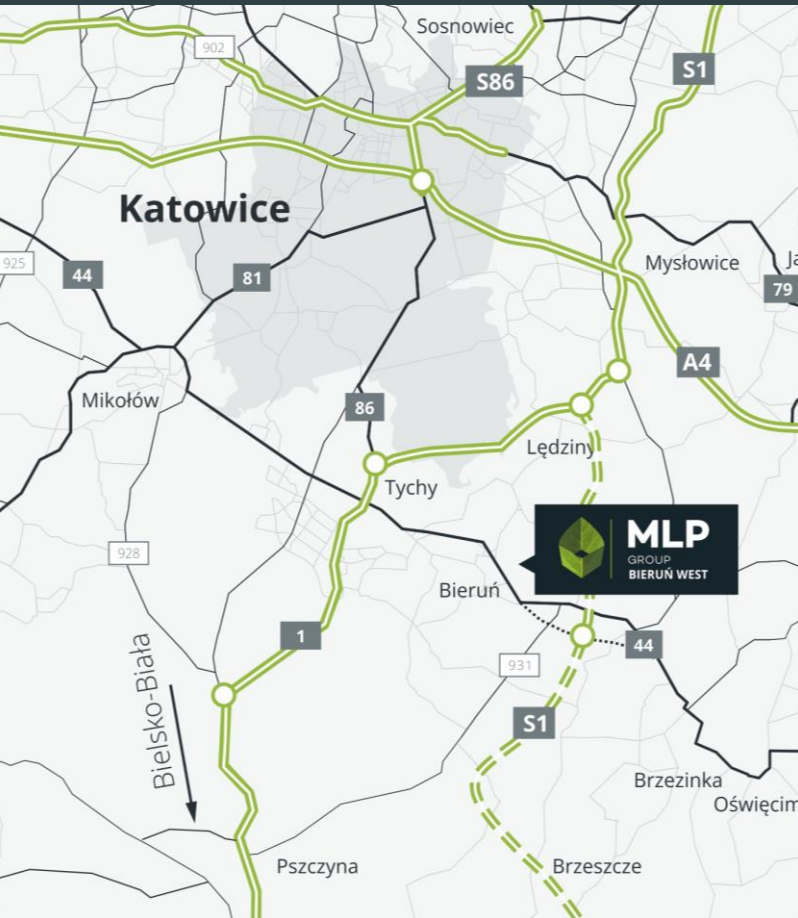 Sosnowiec
902
S86
S1
Katowice
925
44
81
Mysłowice
Ja
79
A4
Mikołów
86
Lędziny
Tychy
MLP
GROUP
BIERUŃ WEST
928
Bieruń
1
44
931
Bielsko-Biała
S1
Brzezinka
Oświęcim
Pszczyna
Brzeszcze